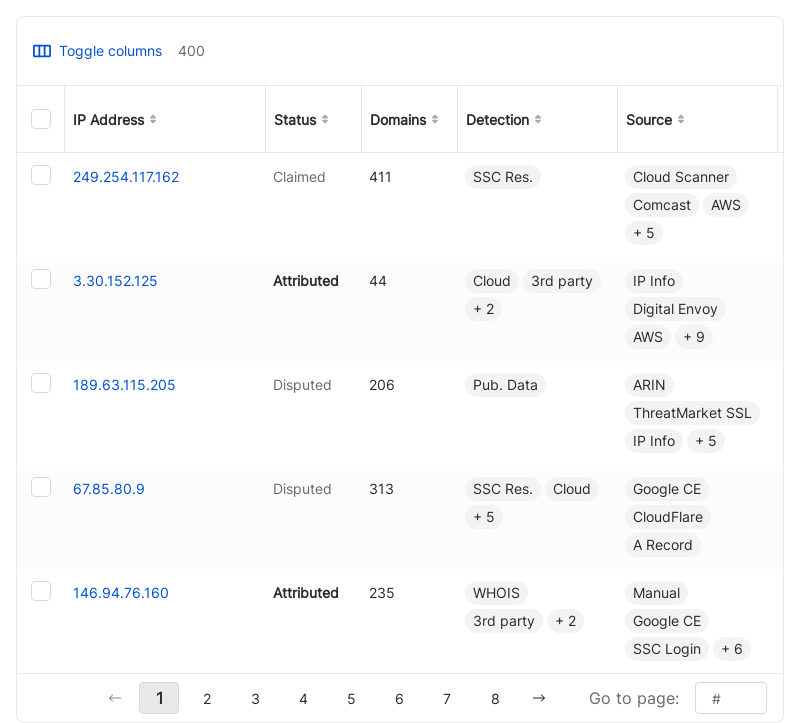 Toggle columns 400
IP Address Status Domains Detection Source
249.254.117.162 Claimed 411 SSC Res. Cloud Scanner
Comcast AWS
+ 5
3.30.152.125 Attributed 44 Cloud 3rd party IP Info
+ 2 Digital Envoy
AWS + 9
189.63.115.205 Disputed 206 Pub. Data ARIN
ThreatMarket SSL
IP Info + 5
67.85.80.9 Disputed 313 SSC Res. Cloud Google CE
+ 5 CloudFlare
A Record
146.94.76.160 Attributed 235 WHOIS Manual
3rd party + 2 Google CE
SSC Login + 6
← 1 2 3 4 5 6 7 8 → Go to page: #